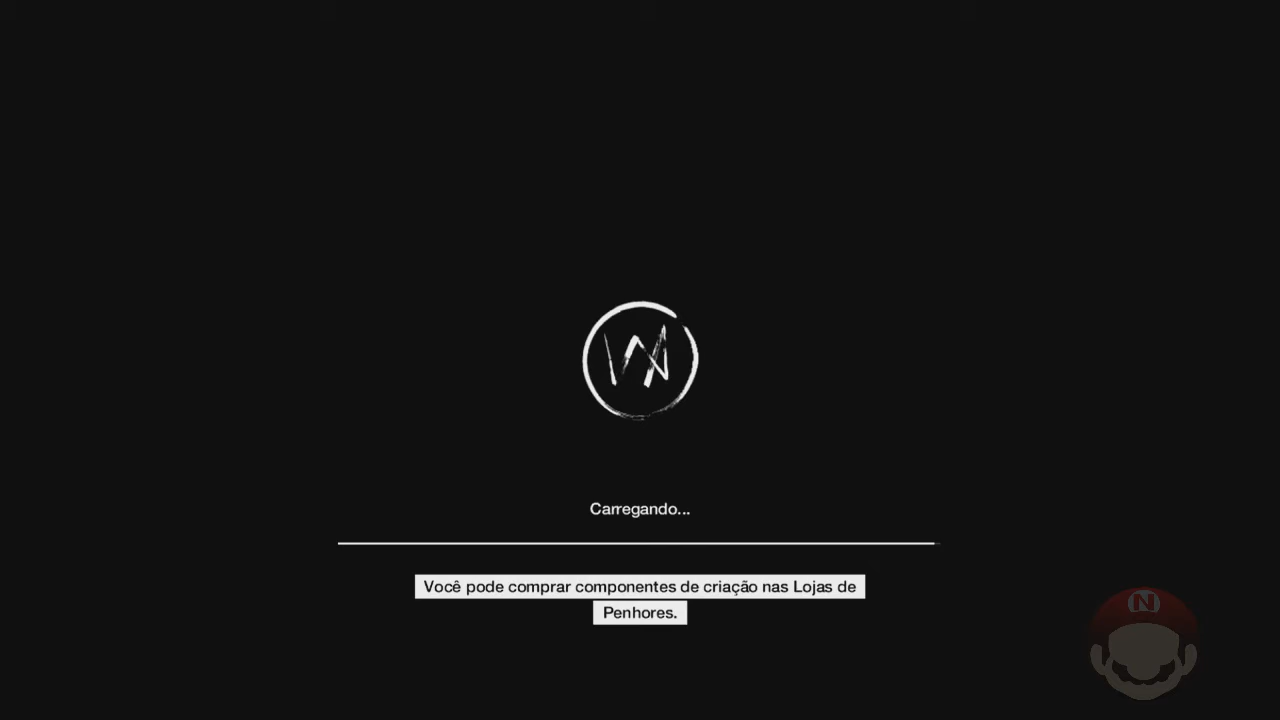 Carregando...
Você pode comprar componentes de criação nas Lojas de
Penhores.
N